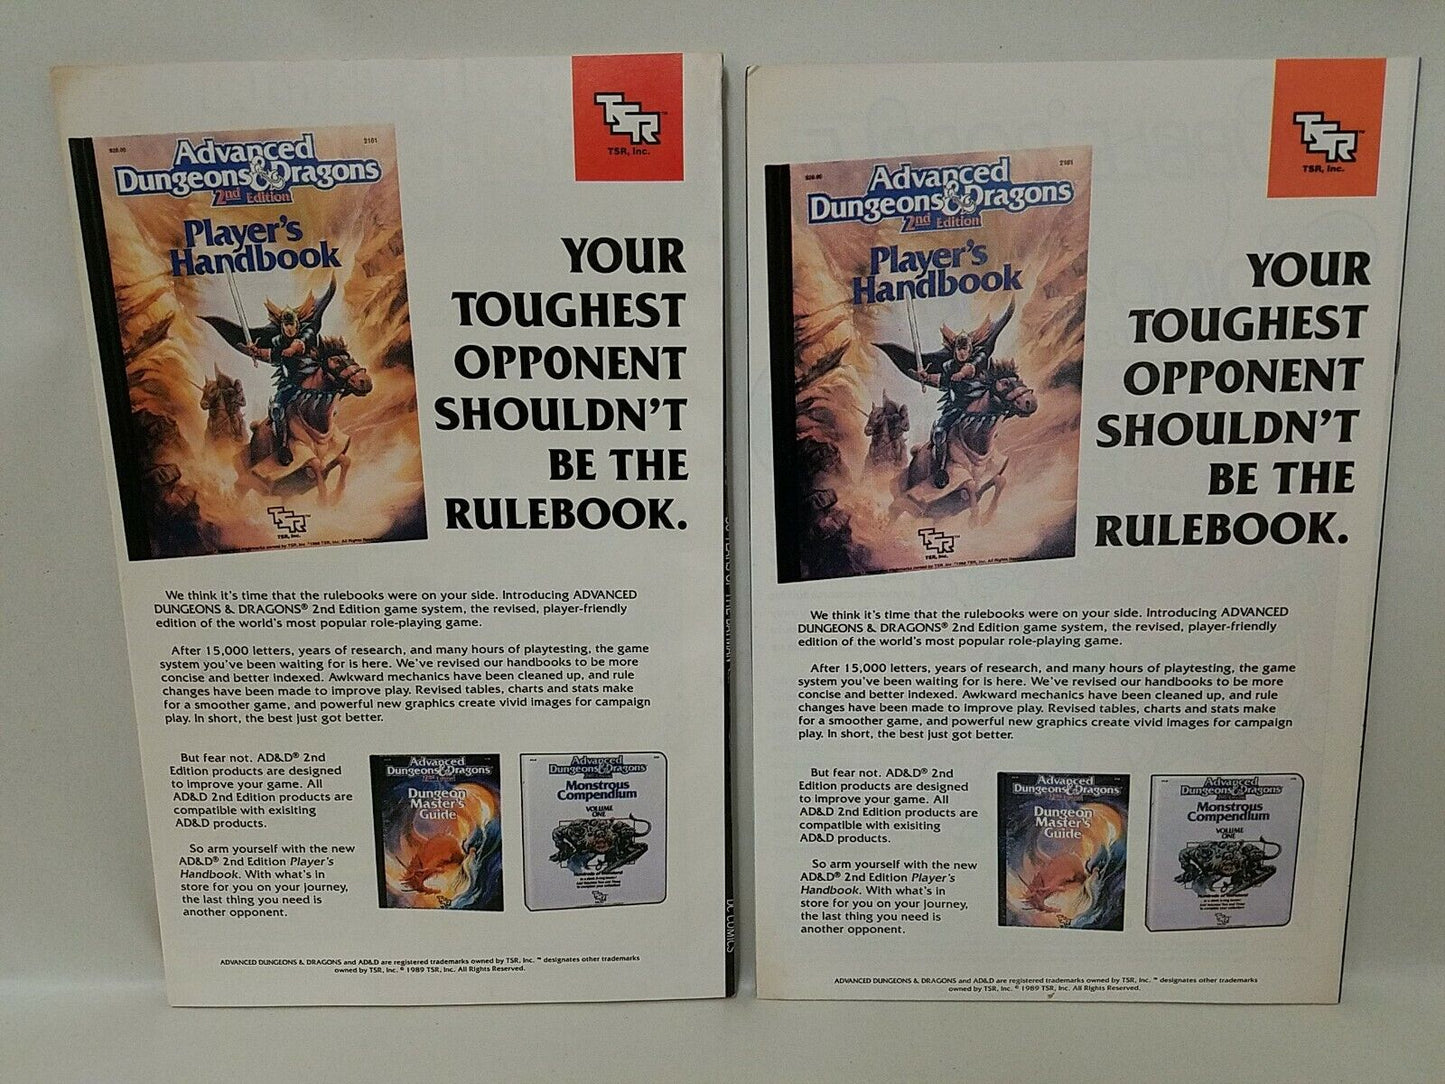 TSR™
TSR, Inc.
$20.00
2101
Advanced
Dungeons & Dragons
2nd Edition
Player's
Handbook
TSR™
TSR, Inc.
YOUR
TOUGHEST
OPPONENT
SHOULDN'T
BE THE
RULEBOOK.
We think it's time that the rulebooks were on your side. Introducing ADVANCED
DUNGEONS & DRAGONS® 2nd Edition game system, the revised, player-friendly
edition of the world's most popular role-playing game.
After 15,000 letters, years of research, and many hours of playtesting, the game
system you've been waiting for is here. We've revised our handbooks to be more
concise and better indexed. Awkward mechanics have been cleaned up, and rule
changes have been made to improve play. Revised tables, charts and stats make
for a smoother game, and powerful new graphics create vivid images for campaign
play. In short, the best just got better.
But fear not. AD&D® 2nd
Edition products are designed
to improve your game. All
AD&D 2nd Edition products are
compatible with exisiting
AD&D products.
So arm yourself with the new
AD&D® 2nd Edition Player's
Handbook. With what's in
store for you on your journey,
the last thing you need is
another opponent.
Advanced
Dungeons & Dragons
2nd Edition
Dungeon
Master's
Guide
Advanced
Dungeons & Dragons
Monstrous
Compendium
VOLUME
ONE
TSR
ADVANCED DUNGEONS & DRAGONS and AD&D are registered trademarks owned by TSR, Inc. ™ designates other trademarks
owned by TSR, Inc. © 1989 TSR, Inc. All Rights Reserved.
DC COMICS
TSR™
TSR, Inc.
$20.00
2101
Advanced
Dungeons & Dragons
2nd Edition
Player's
Handbook
TSR™
TSR, Inc.
YOUR
TOUGHEST
OPPONENT
SHOULDN'T
BE THE
RULEBOOK.
We think it's time that the rulebooks were on your side. Introducing ADVANCED
DUNGEONS & DRAGONS® 2nd Edition game system, the revised, player-friendly
edition of the world's most popular role-playing game.
After 15,000 letters, years of research, and many hours of playtesting, the game
system you've been waiting for is here. We've revised our handbooks to be more
concise and better indexed. Awkward mechanics have been cleaned up, and rule
changes have been made to improve play. Revised tables, charts and stats make
for a smoother game, and powerful new graphics create vivid images for campaign
play. In short, the best just got better.
But fear not. AD&D® 2nd
Edition products are designed
to improve your game. All
AD&D 2nd Edition products are
compatible with exisiting
AD&D products.
So arm yourself with the new
AD&D® 2nd Edition Player's
Handbook. With what's in
store for you on your journey,
the last thing you need is
another opponent.
Advanced
Dungeons & Dragons
2nd Edition
Dungeon
Master's
Guide
Advanced
Dungeons & Dragons
Monstrous
Compendium
VOLUME
ONE
TSR
ADVANCED DUNGEONS & DRAGONS and AD&D are registered trademarks owned by TSR, Inc. ™ designates other trademarks
owned by TSR, Inc. © 1989 TSR, Inc. All Rights Reserved.